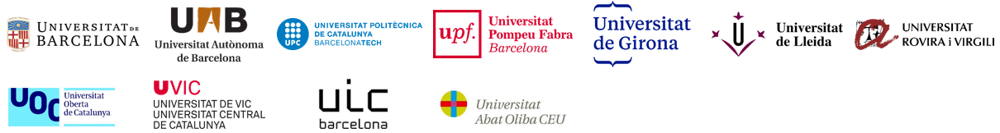 UNIVERSITAT DE
BARCELONA
UAB
Universitat Autònoma
de Barcelona
UPC
UNIVERSITAT POLITÈCNICA
DE CATALUNYA
BARCELONATECH
upf.
Universitat
Pompeu Fabra
Barcelona
Universitat
de Girona
U
Universitat
de Lleida
UNIVERSITAT
ROVIRA i VIRGILI
UOC
Universitat
Oberta
de Catalunya
UVIC
UNIVERSITAT DE VIC
UNIVERSITAT CENTRAL
DE CATALUNYA
uic
barcelona
Universitat
Abat Oliba CEU